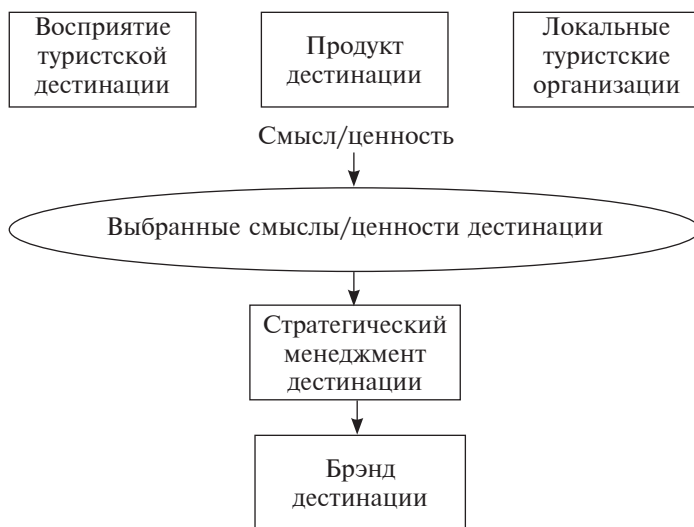 Восприятие
туристской
дестинации
Продукт
дестинации
Локальные
туристские
организации
Смысл/ценность
Выбранные смыслы/ценности дестинации
Стратегический
менеджмент
дестинации
Брэнд
дестинации